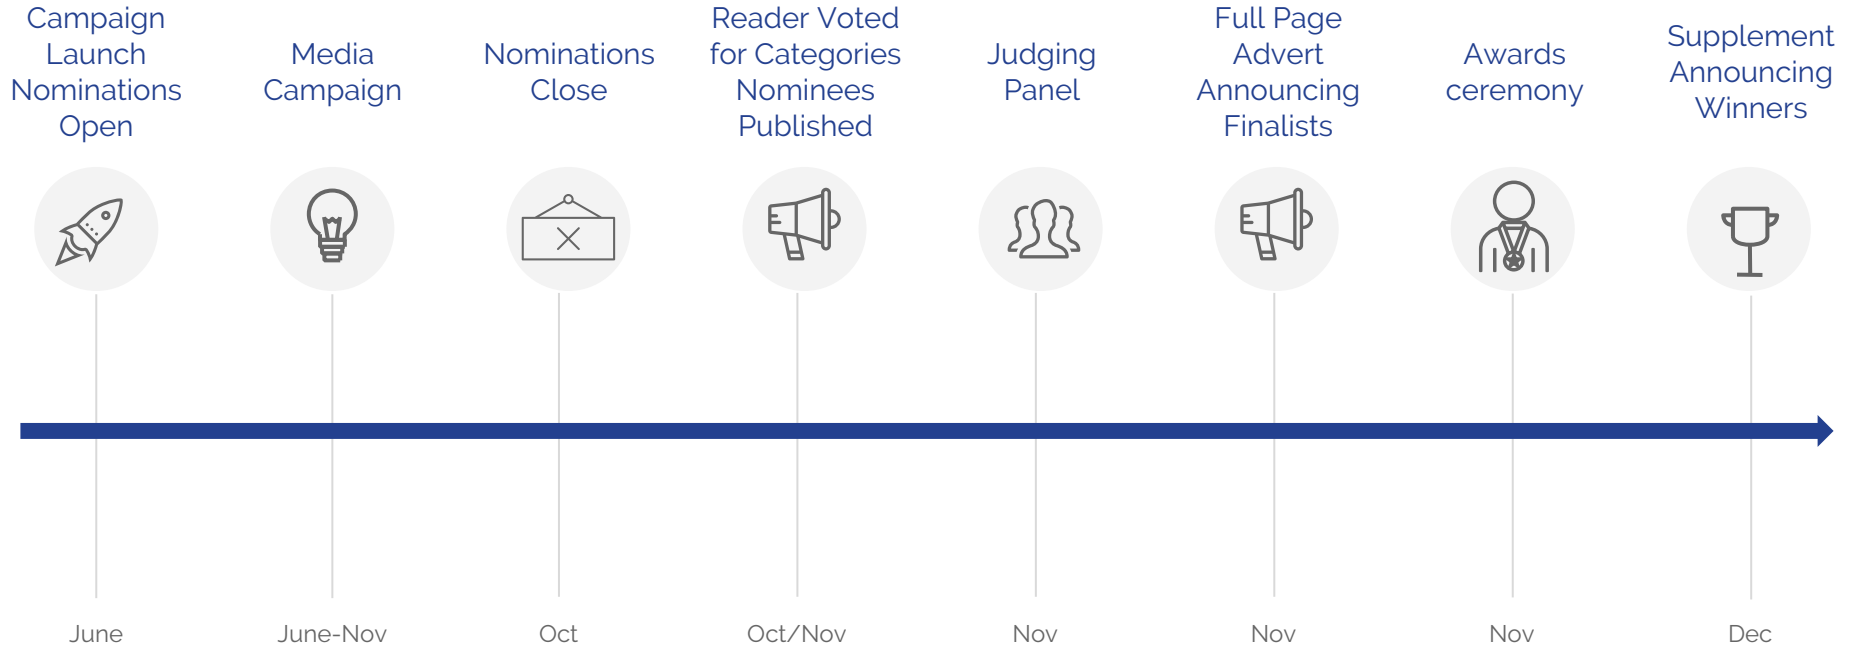 Campaign
Launch
Nominations
Open
Media
Campaign
Nominations
Close
Reader Voted
for Categories
Nominees
Published
Judging
Panel
Full Page
Advert
Announcing
Finalists
Awards
ceremony
Supplement
Announcing
Winners
June
June-Nov
Oct
Oct/Nov
Nov
Nov
Nov
Dec